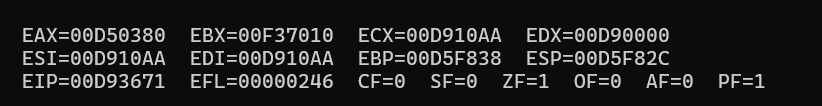 EAX=00D50380  EBX=00F37010  ECX=00D910AA  EDX=00D90000
ESI=00D910AA  EDI=00D910AA  EBP=00D5F838  ESP=00D5F82C
EIP=00D93671  EFL=00000246  CF=0  SF=0  ZF=1  OF=0  AF=0  PF=1